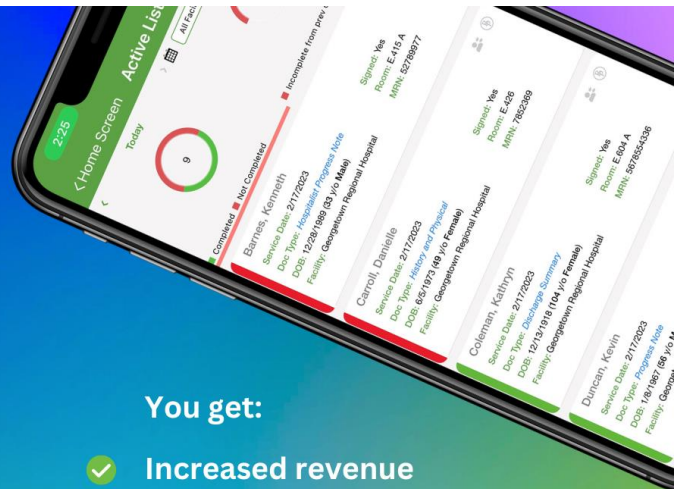 2:25
Home Screen
Active List
Today
All Faci
9
Completed
Not Completed
Incomplete from prev
Barnes, Kenneth
Service Date: 2/17/2023
Doc Type: Hospitalist Progress Note
DOB: 12/28/1989 (33 y/o Male)
Facility: Georgetown Regional Hospital
Signed: Yes
Room: E.415 A
MRN: 52789977
Carroll, Danielle
Service Date: 2/17/2023
Doc Type: History and Physical
DOB: 6/5/1973 (49 y/o Female)
Facility: Georgetown Regional Hospital
Signed: Yes
Room: E.426
MRN: 7852369
Coleman, Kathryn
Service Date: 2/17/2023
Doc Type: Discharge Summary
DOB: 12/13/1918 (104 y/o Female)
Facility: Georgetown Regional Hospital
Signed: Yes
Room: E.604 A
MRN: 5678554336
Duncan, Kevin
Service Date: 2/17/2023
Doc Type: Progress Note
DOB: 1/8/1967 (56 y/o M
Facility: Georget
You get:
Increased revenue